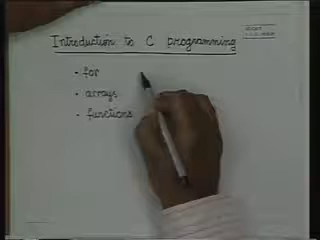 Introduction to C programming
• for
• arrays
• functions